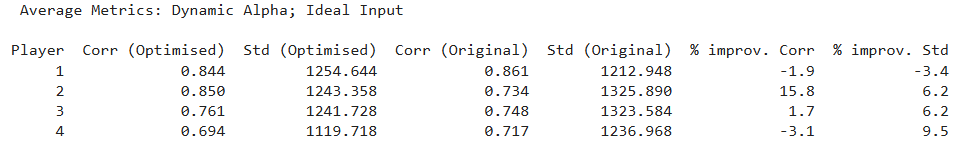 Average Metrics: Dynamic Alpha; Ideal Input
Player Corr (Optimised) Std (Optimised) Corr (Original) Std (Original) % improv. Corr % improv. Std
1 0.844 1254.644 0.861 1212.948 -1.9 -3.4
2 0.850 1243.358 0.734 1325.890 15.8 6.2
3 0.761 1241.728 0.748 1323.584 1.7 6.2
4 0.694 1119.718 0.717 1236.968 -3.1 9.5